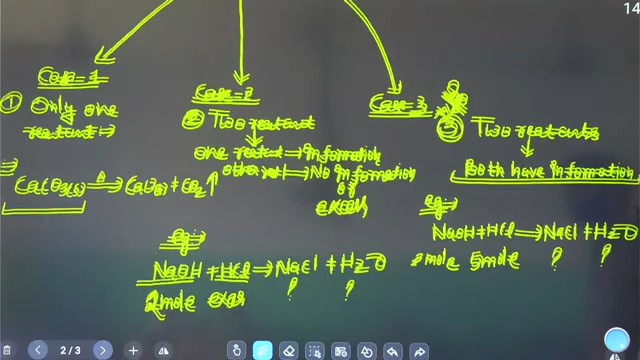 14
Case-1
① Only one
reactant ⇒
CaCO₃(s) ⟹ CaO(s) + CO₂ ↑
Δ
Case-2
② Two reactant
one reactant ⇒ Information
other ⇒ No Information
or
excess
eg:⇒
NaOH + HCl ⇒ NaCl + H₂O
2mole exes ? ?
Case-3
③ Two reactants
Both have Information
eg ⇒
NaOH + HCl ⇒ NaCl + H₂O
2mole 5mole ? ?
2/3